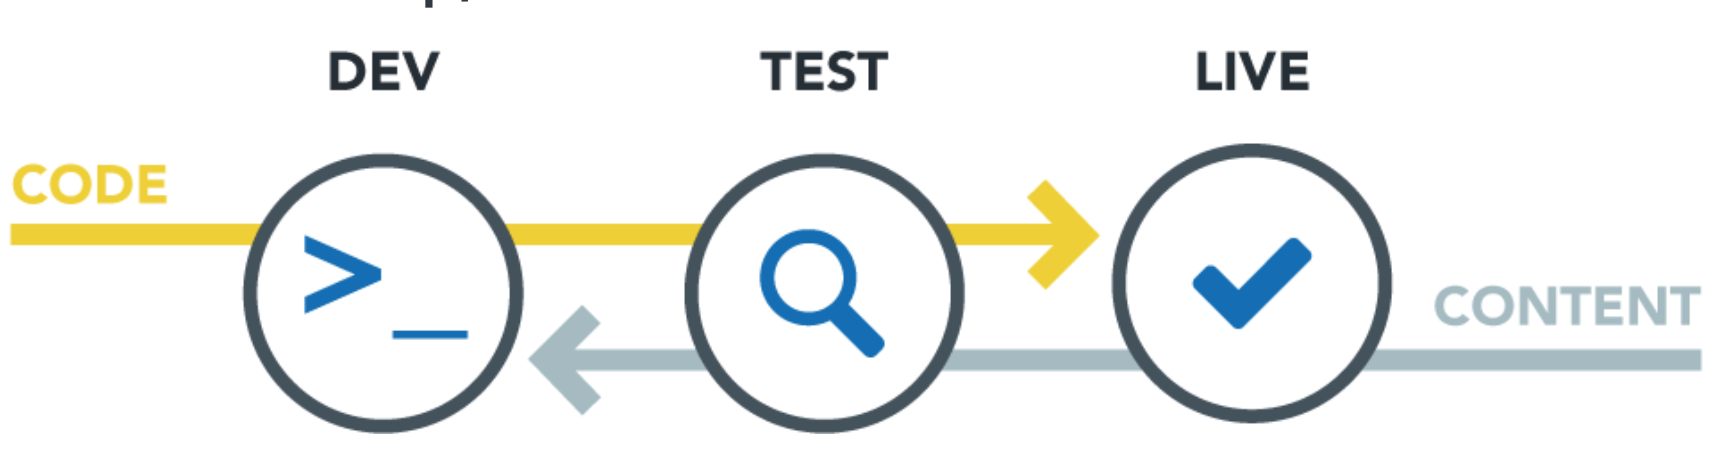 DEV
TEST
LIVE
CODE
>_
CONTENT